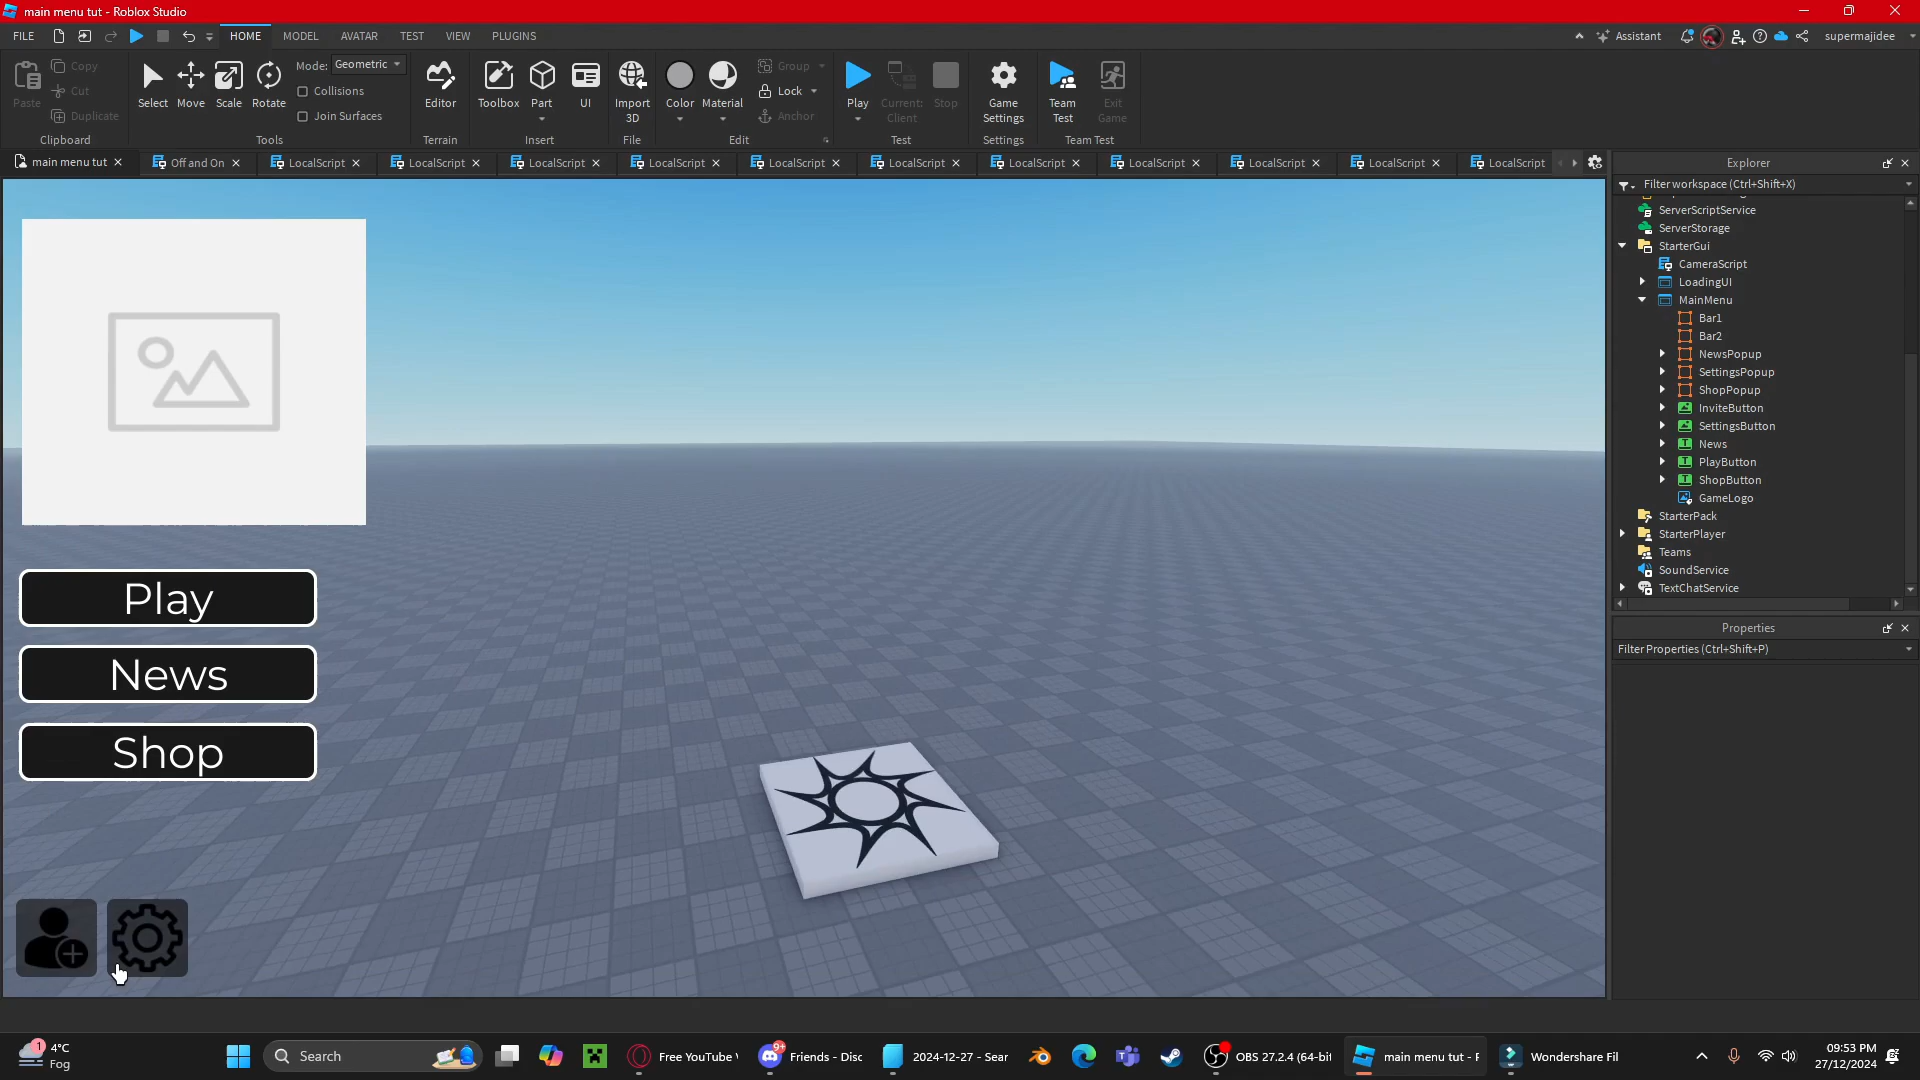 main menu tut - Roblox Studio
FILE HOME MODEL AVATAR TEST VIEW PLUGINS Assistant supermajidee
Paste Copy Cut Duplicate Clipboard
Select Move Scale Rotate Mode: Geometric Collisions Join Surfaces Tools
Editor Terrain
Toolbox Part UI Insert
Import 3D File
Color Material Group Lock Anchor Edit
Play Current: Client Stop Test
Game Settings Settings
Team Test Exit Game Team Test
main menu tut Off and On LocalScript LocalScript LocalScript LocalScript LocalScript LocalScript LocalScript LocalScript LocalScript LocalScript LocalScript
Explorer
Filter workspace (Ctrl+Shift+X)
ServerScriptService
ServerStorage
StarterGui
CameraScript
LoadingUI
MainMenu
Bar1
Bar2
NewsPopup
SettingsPopup
ShopPopup
InviteButton
SettingsButton
News
PlayButton
ShopButton
GameLogo
StarterPack
StarterPlayer
Teams
SoundService
TextChatService
Properties
Filter Properties (Ctrl+Shift+P)
Play
News
Shop
1 4°C
Fog
Search
Free YouTube
9+ Friends - Disc
2024-12-27 - Sear
OBS 27.2.4 (64-bit
main menu tut - F
Wondershare Fil
09:53 PM
27/12/2024